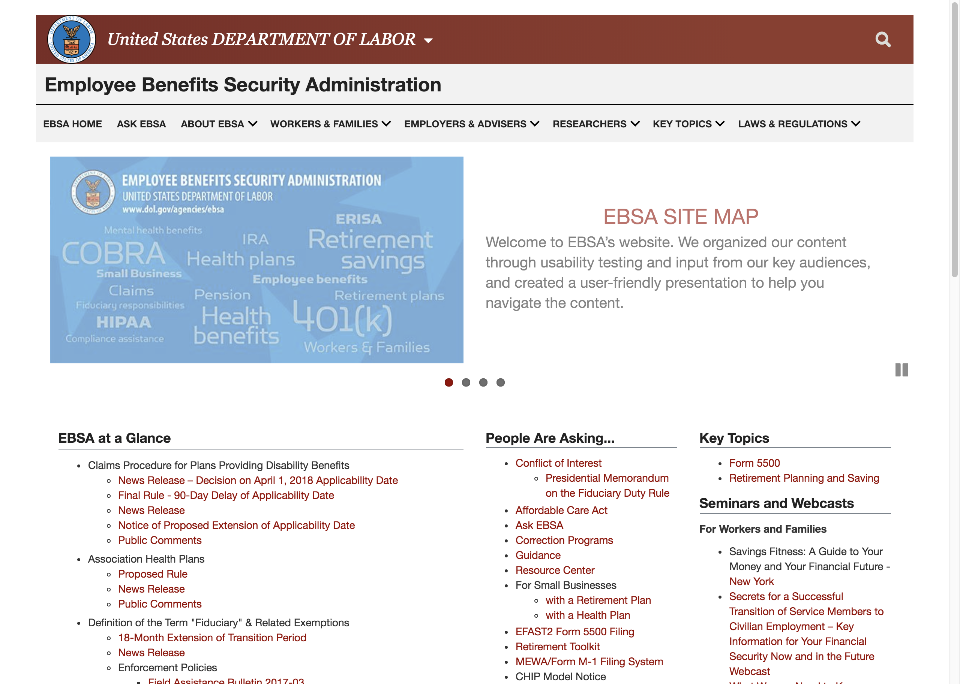 United States DEPARTMENT OF LABOR
Employee Benefits Security Administration
EBSA HOME ASK EBSA ABOUT EBSA WORKERS & FAMILIES EMPLOYERS & ADVISERS RESEARCHERS KEY TOPICS LAWS & REGULATIONS
EMPLOYEE BENEFITS SECURITY ADMINISTRATION
UNITED STATES DEPARTMENT OF LABOR
www.dol.gov/agencies/ebsa
Mental health benefits
ERISA
COBRA
IRA
Retirement
savings
Health plans
Small Business
Employee benefits
Claims
Pension
Retirement plans
Fiduciary responsibilities
HIPAA
Health
benefits
401(k)
Compliance assistance
Workers & Families
EBSA SITE MAP
Welcome to EBSA's website. We organized our content
through usability testing and input from our key audiences,
and created a user-friendly presentation to help you
navigate the content.
EBSA at a Glance
Claims Procedure for Plans Providing Disability Benefits
News Release – Decision on April 1, 2018 Applicability Date
Final Rule - 90-Day Delay of Applicability Date
News Release
Notice of Proposed Extension of Applicability Date
Public Comments
Association Health Plans
Proposed Rule
News Release
Public Comments
Definition of the Term "Fiduciary" & Related Exemptions
18-Month Extension of Transition Period
News Release
Enforcement Policies
Field Assistance Bulletin 2017-03
People Are Asking...
Conflict of Interest
Presidential Memorandum
on the Fiduciary Duty Rule
Affordable Care Act
Ask EBSA
Correction Programs
Guidance
Resource Center
For Small Businesses
with a Retirement Plan
with a Health Plan
EFAST2 Form 5500 Filing
Retirement Toolkit
MEWA/Form M-1 Filing System
CHIP Model Notice
Key Topics
Form 5500
Retirement Planning and Saving
Seminars and Webcasts
For Workers and Families
Savings Fitness: A Guide to Your
Money and Your Financial Future -
New York
Secrets for a Successful
Transition of Service Members to
Civilian Employment – Key
Information for Your Financial
Security Now and in the Future
Webcast